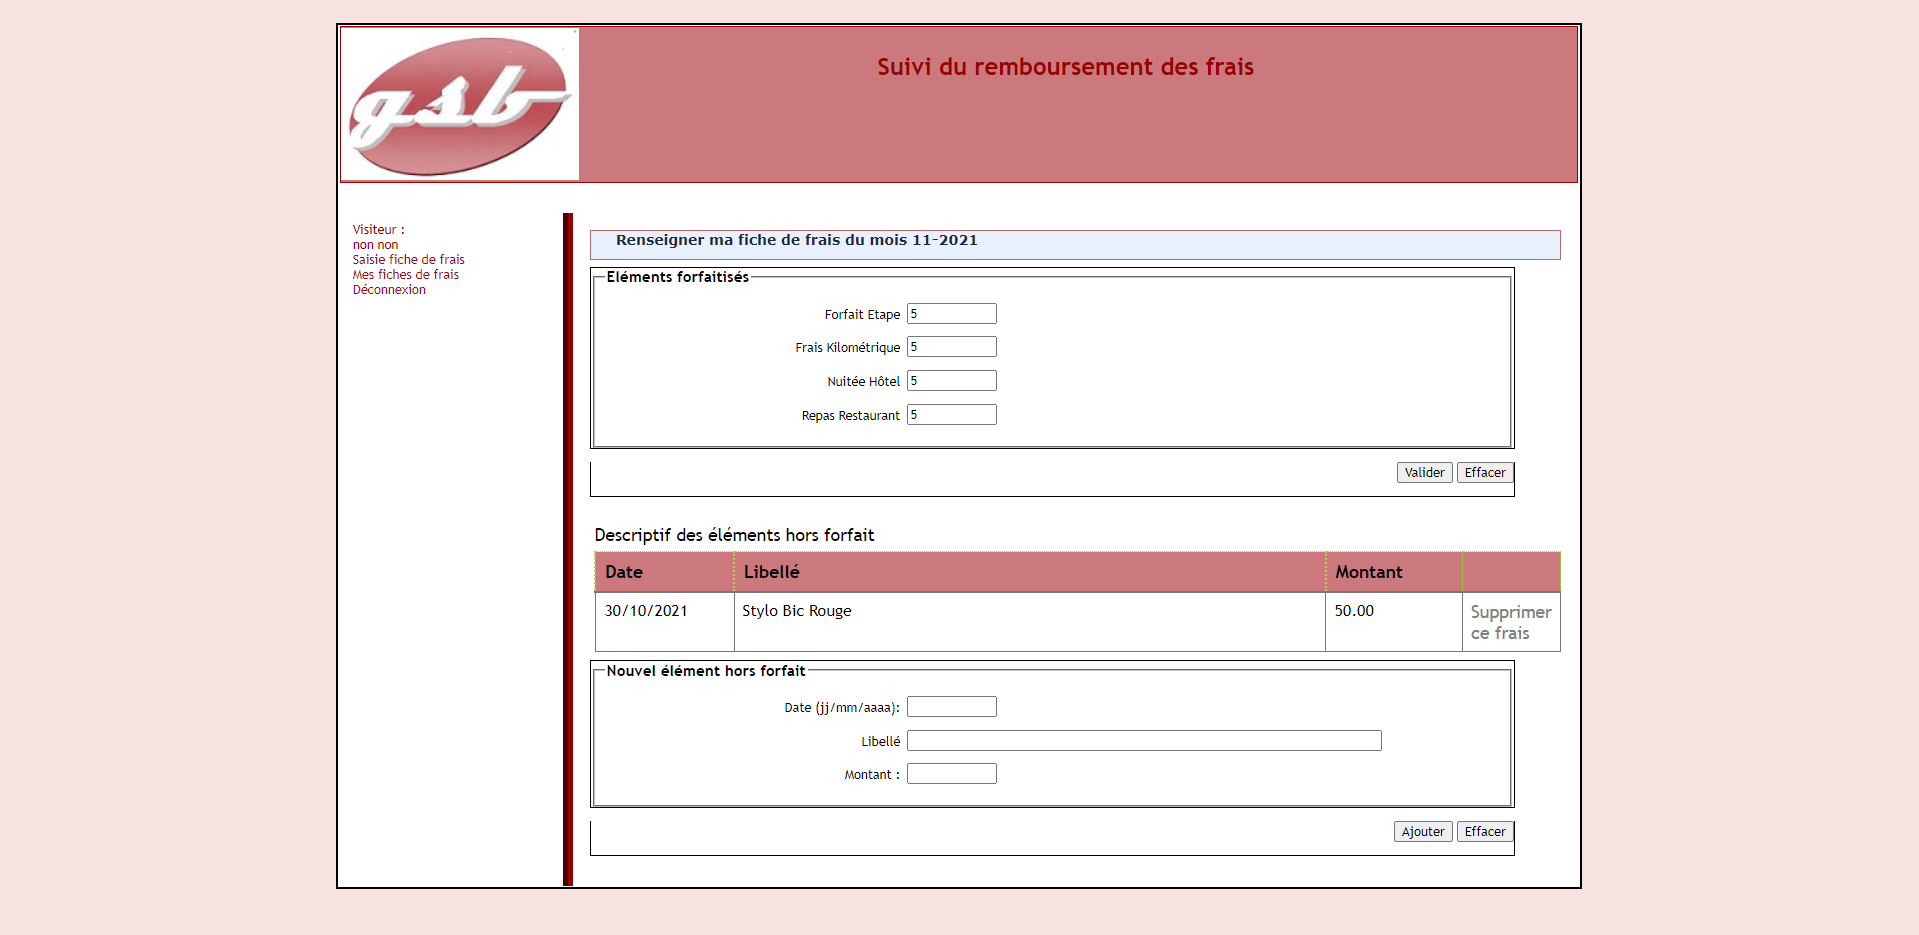 gsb
Suivi du remboursement des frais
Visiteur :
non non
Saisie fiche de frais
Mes fiches de frais
Déconnexion
Renseigner ma fiche de frais du mois 11-2021
Eléments forfaitisés
Forfait Etape 5
Frais Kilométrique 5
Nuitée Hôtel 5
Repas Restaurant 5
Valider Effacer
Descriptif des éléments hors forfait
Date Libellé Montant
30/10/2021 Stylo Bic Rouge 50.00 Supprimer
ce frais
Nouvel élément hors forfait
Date (jj/mm/aaaa):
Libellé
Montant :
Ajouter Effacer